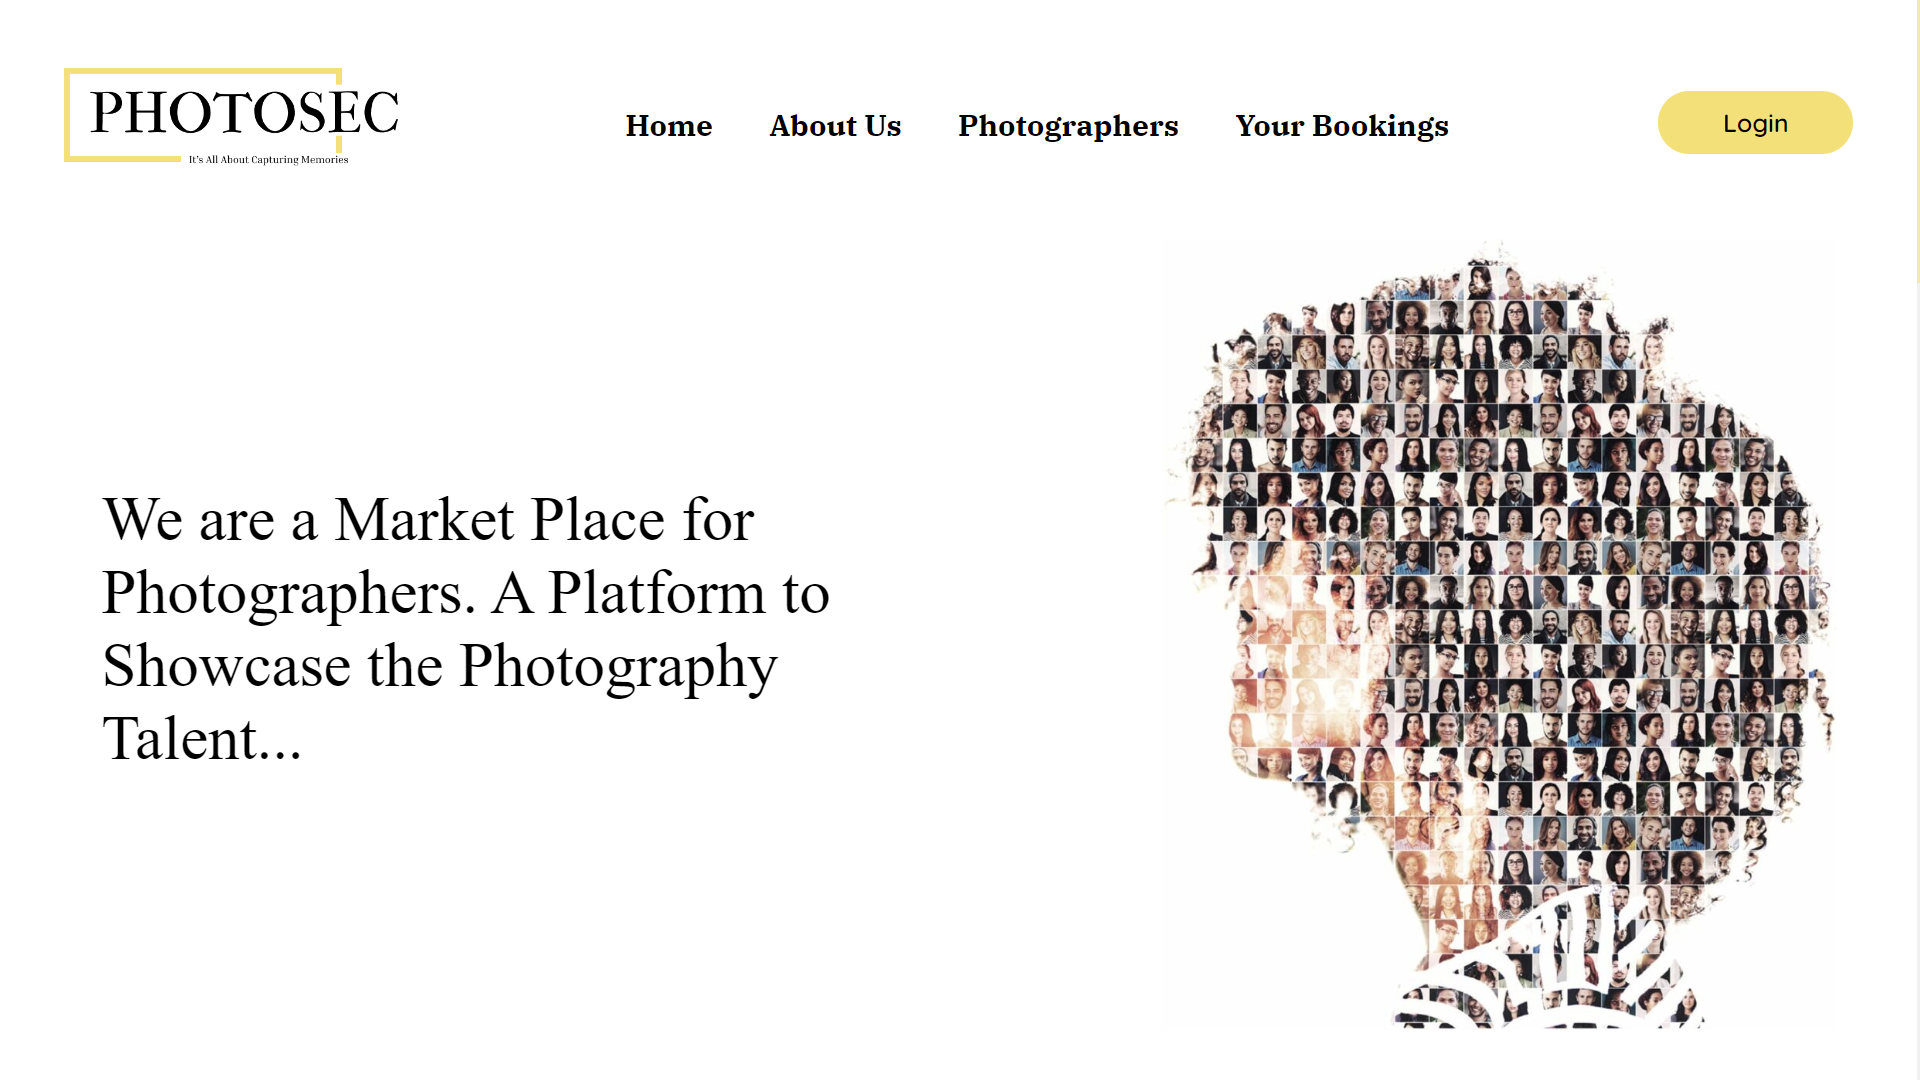 PHOTOSEC
It's All About Capturing Memories
Home
About Us
Photographers
Your Bookings
Login
We are a Market Place for
Photographers. A Platform to
Showcase the Photography
Talent...